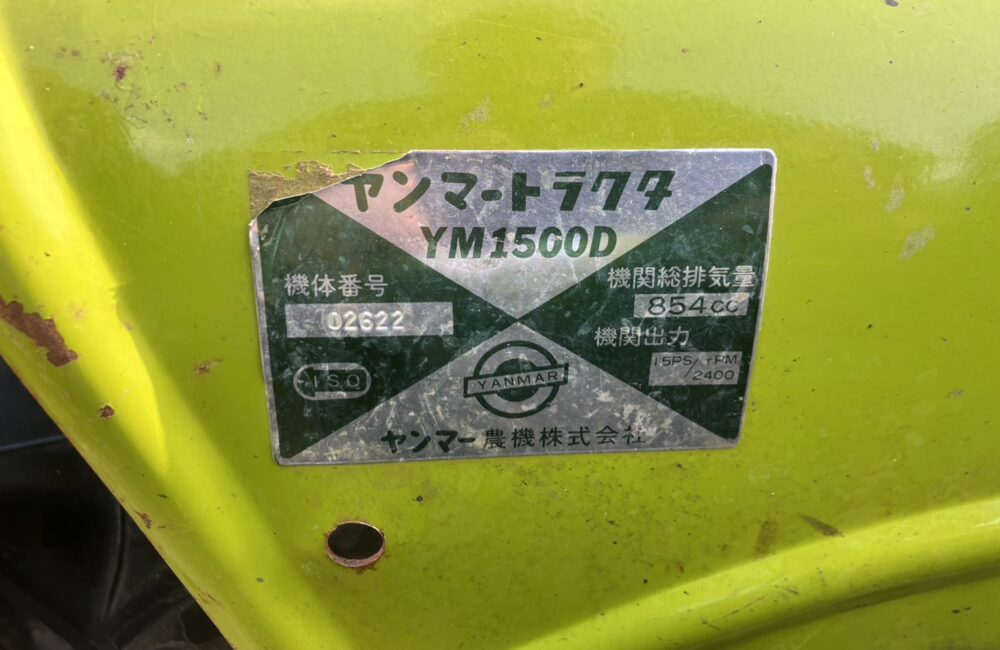 ヤンマートラクタ
YM1500D
機体番号
02622
機関総排気量
854cc
機関出力
15PS/rPM
2400
ISO
YANMAR
ヤンマー農機株式会社